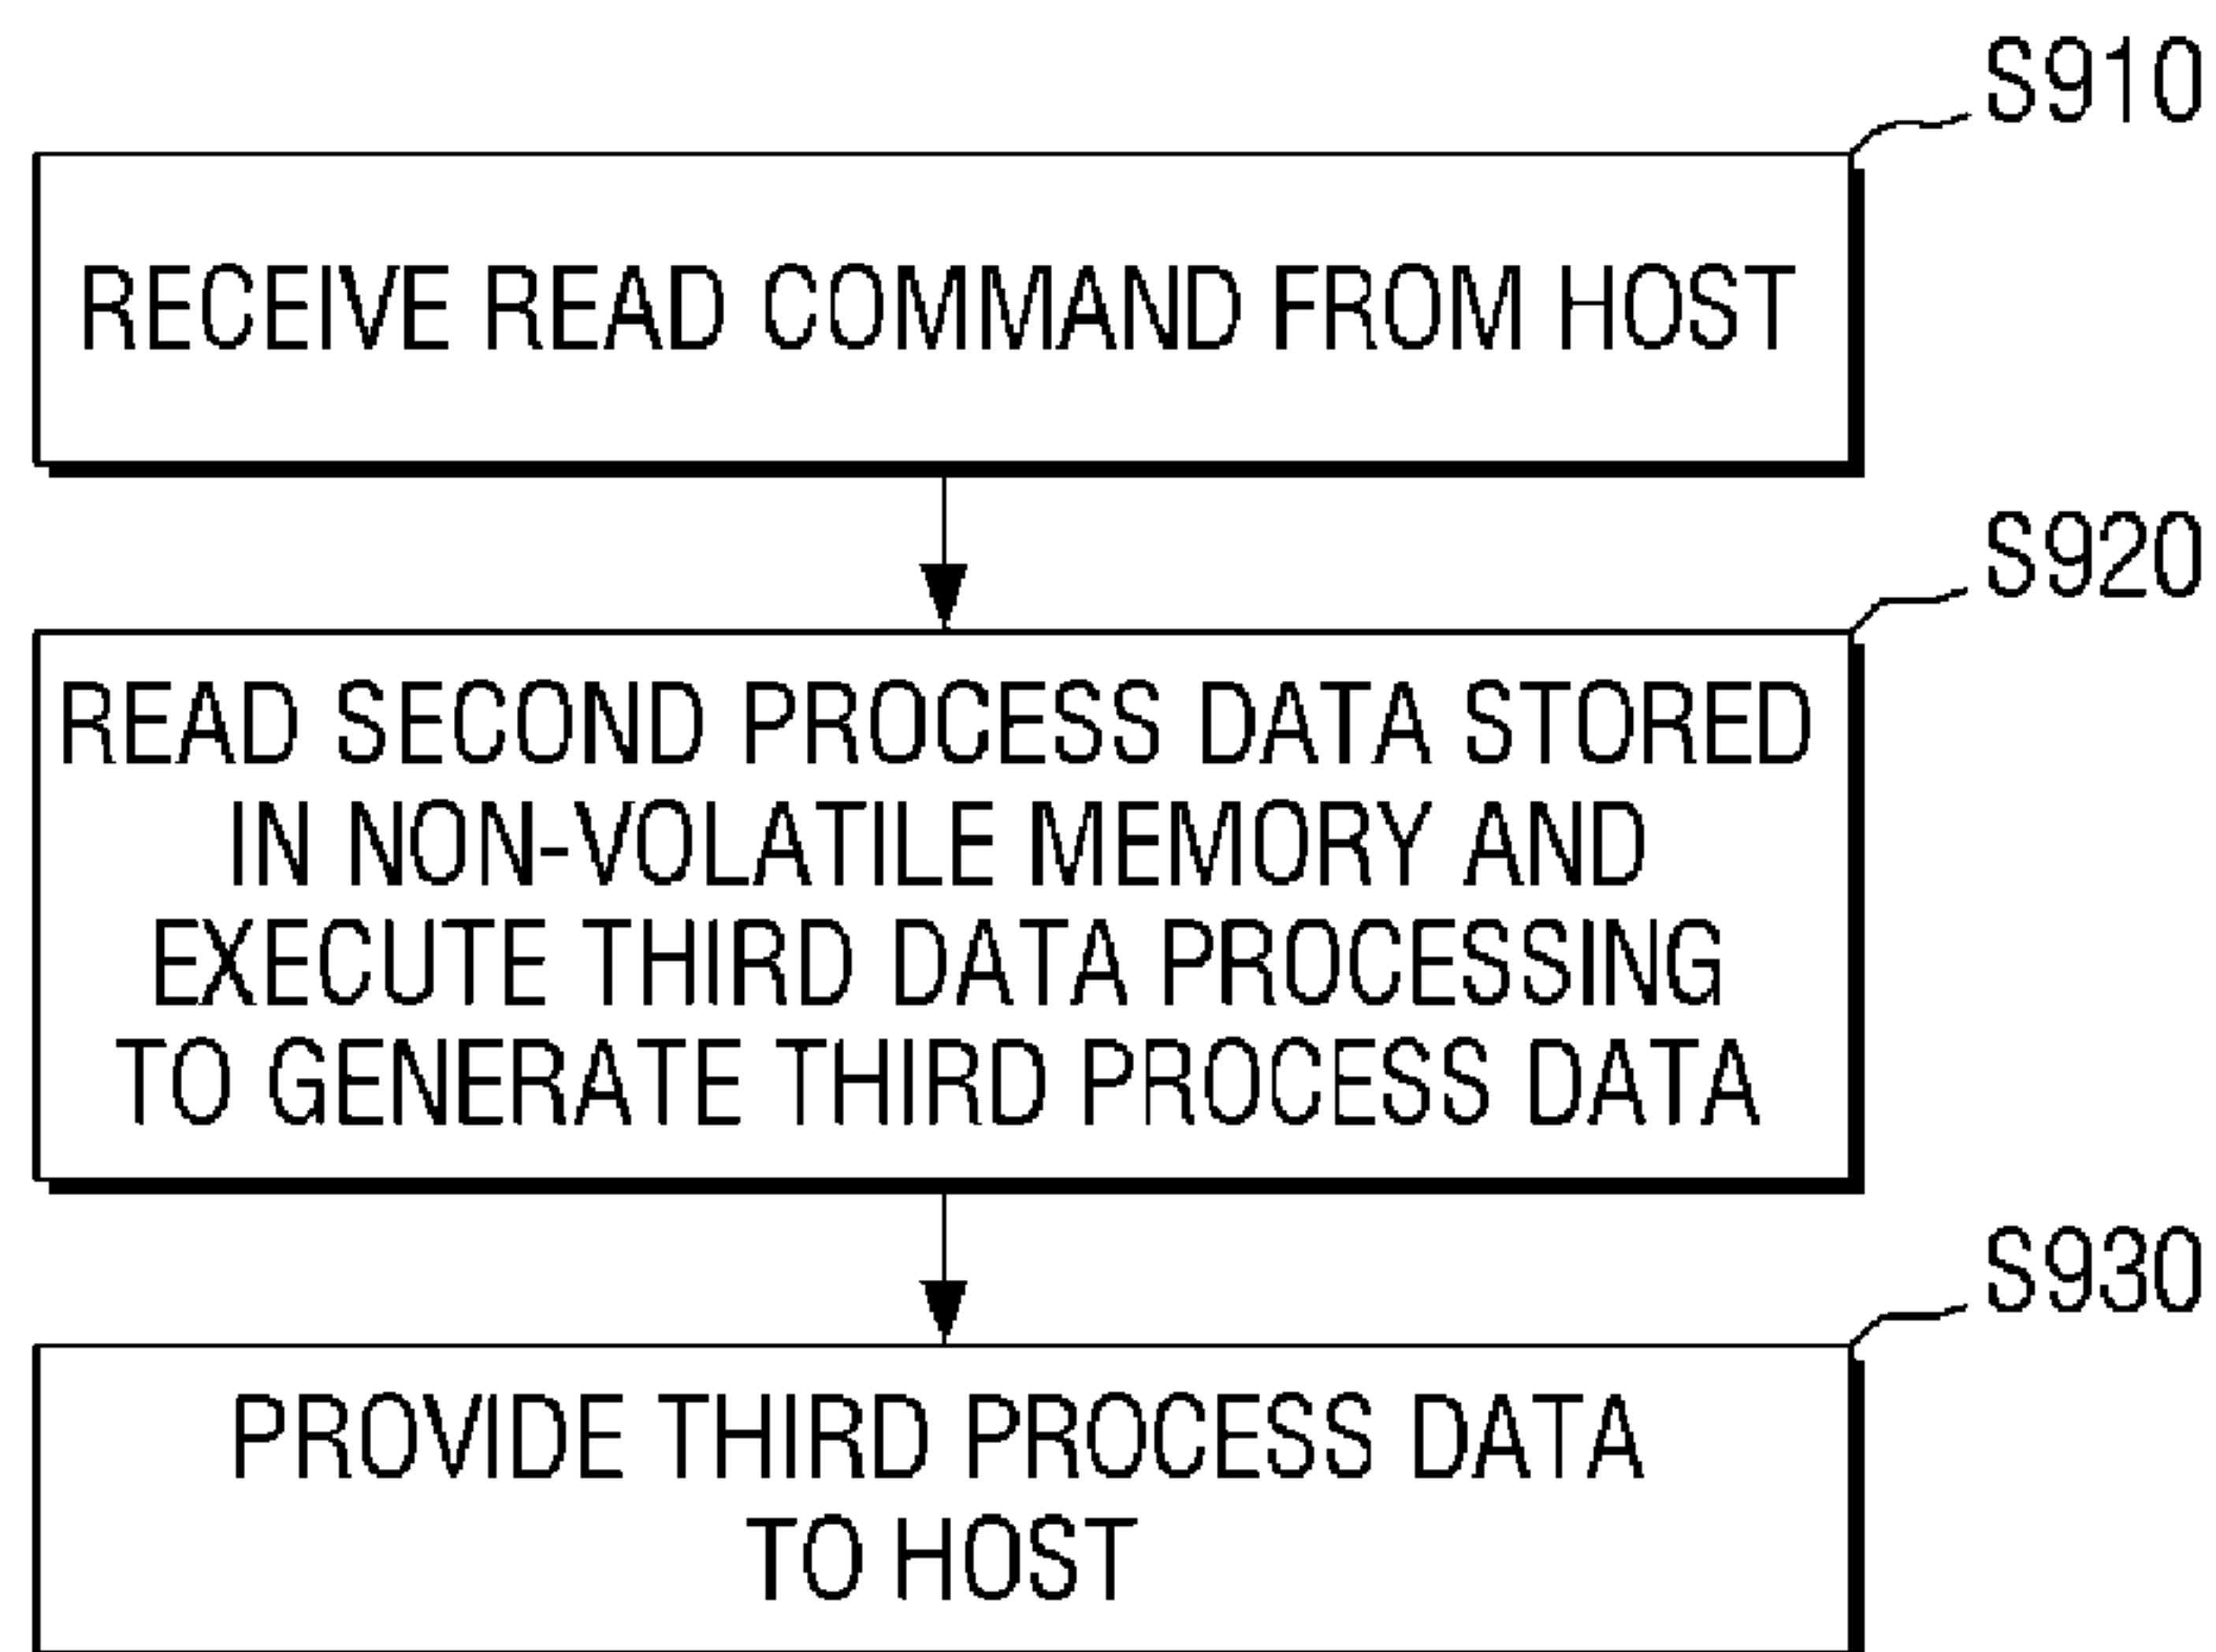 S910
RECEIVE READ COMMAND FROM HOST
S920
READ SECOND PROCESS DATA STORED
IN NON-VOLATILE MEMORY AND
EXECUTE THIRD DATA PROCESSING
TO GENERATE THIRD PROCESS DATA
S930
PROVIDE THIRD PROCESS DATA
TO HOST